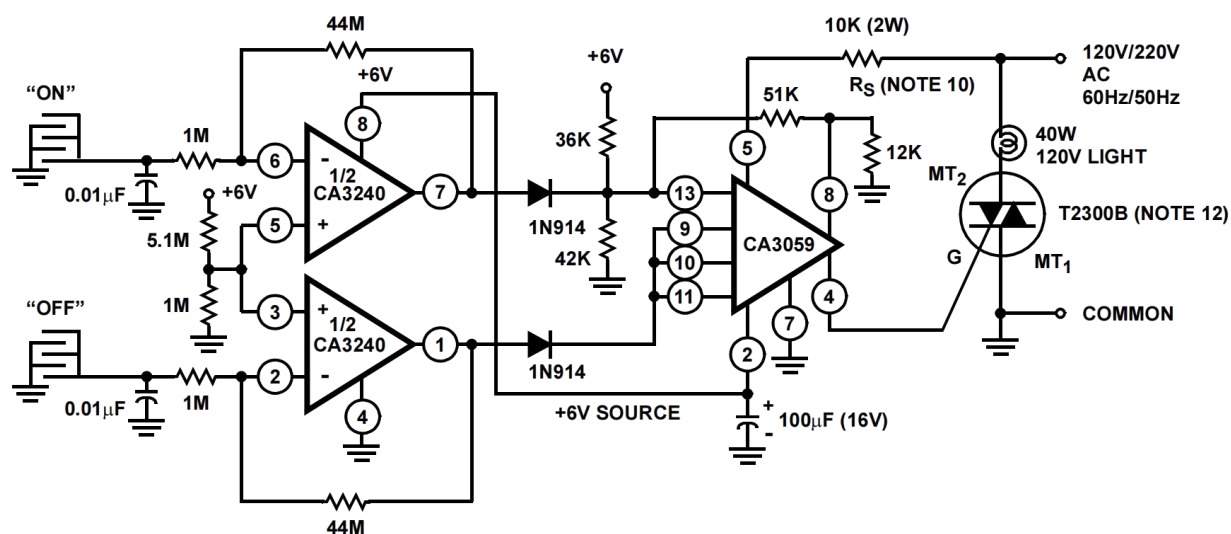 44M
+6V
“ON”
1M
0.01μF
8
6
-
1/2
CA3240
7
5
+
+6V
5.1M
1M
“OFF”
3
+
1/2
CA3240
1
2
-
4
1M
0.01μF
44M
1N914
1N914
+6V
36K
42K
+6V SOURCE
10K (2W)
RS (NOTE 10)
51K
12K
5
13
9
10
11
CA3059
8
4
7
2
+
-
100μF (16V)
120V/220V
AC
60Hz/50Hz
40W
120V LIGHT
MT2
T2300B (NOTE 12)
G
MT1
COMMON